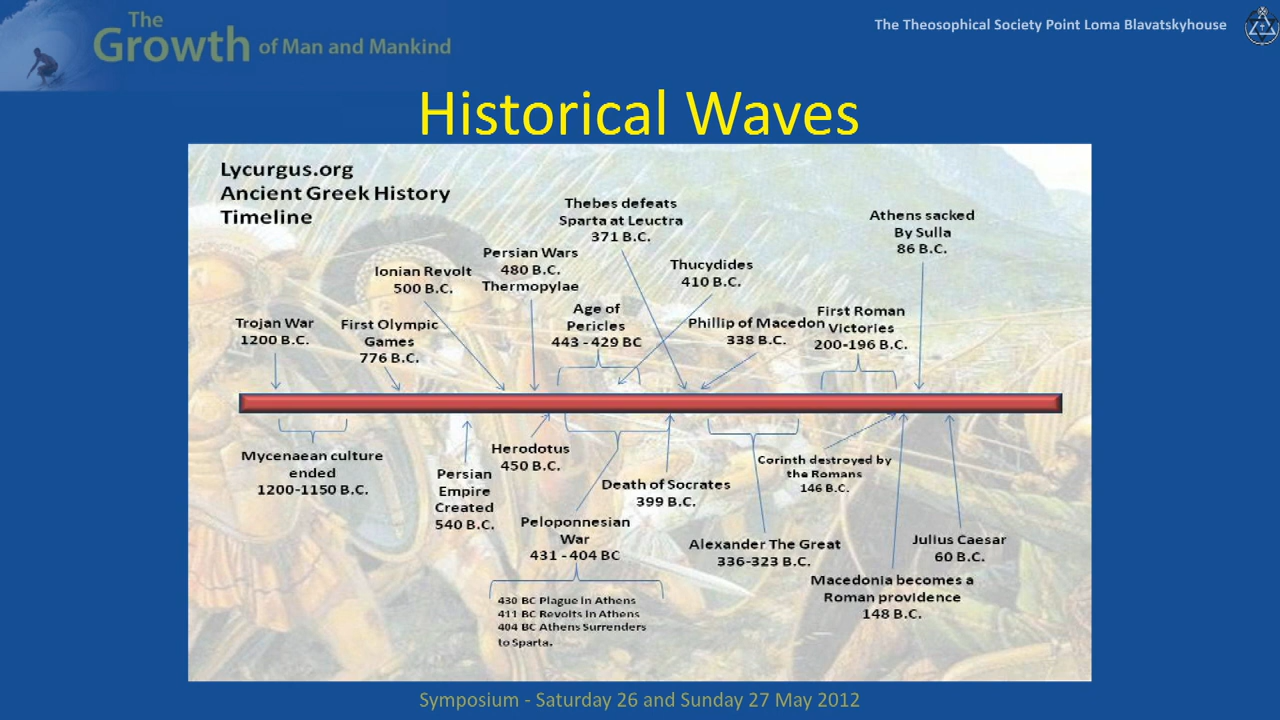 The
Growth of Man and Mankind
The Theosophical Society Point Loma Blavatskyhouse
Historical Waves
Lycurgus.org
Ancient Greek History
Timeline
Thebes defeats
Sparta at Leuctra
371 B.C.
Athens sacked
By Sulla
86 B.C.
Persian Wars
480 B.C.
Thermopylae
Ionian Revolt
500 B.C.
Thucydides
410 B.C.
Age of
Pericles
443 - 429 BC
Trojan War
1200 B.C.
First Olympic
Games
776 B.C.
Phillip of Macedon
338 B.C.
First Roman
Victories
200-196 B.C.
Mycenaean culture
ended
1200-1150 B.C.
Persian
Empire
Created
540 B.C.
Herodotus
450 B.C.
Death of Socrates
399 B.C.
Corinth destroyed by
the Romans
146 B.C.
Peloponnesian
War
431 - 404 BC
Alexander The Great
336-323 B.C.
Julius Caesar
60 B.C.
Macedonia becomes a
Roman providence
148 B.C.
430 BC Plague in Athens
411 BC Revolts in Athens
404 BC Athens Surrenders
to Sparta.
Symposium - Saturday 26 and Sunday 27 May 2012